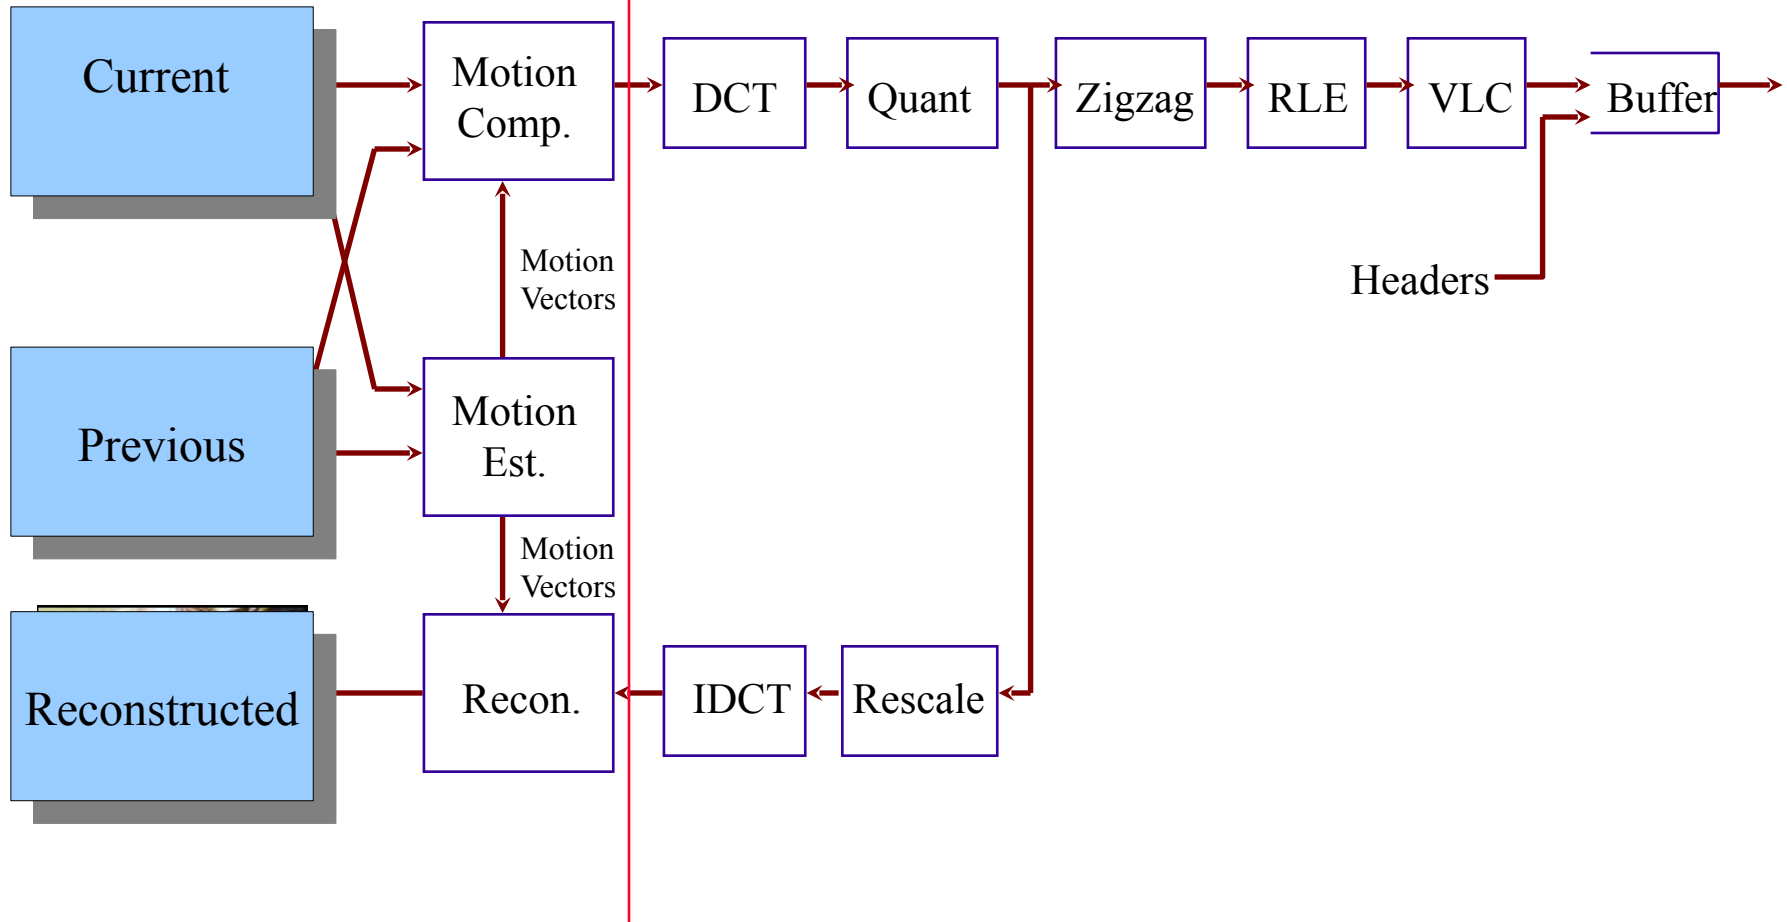 Current
Motion
Comp.
DCT
Quant
Zigzag
RLE
VLC
Buffer
Motion
Vectors
Headers
Previous
Motion
Est.
Motion
Vectors
Reconstructed
Recon.
IDCT
Rescale